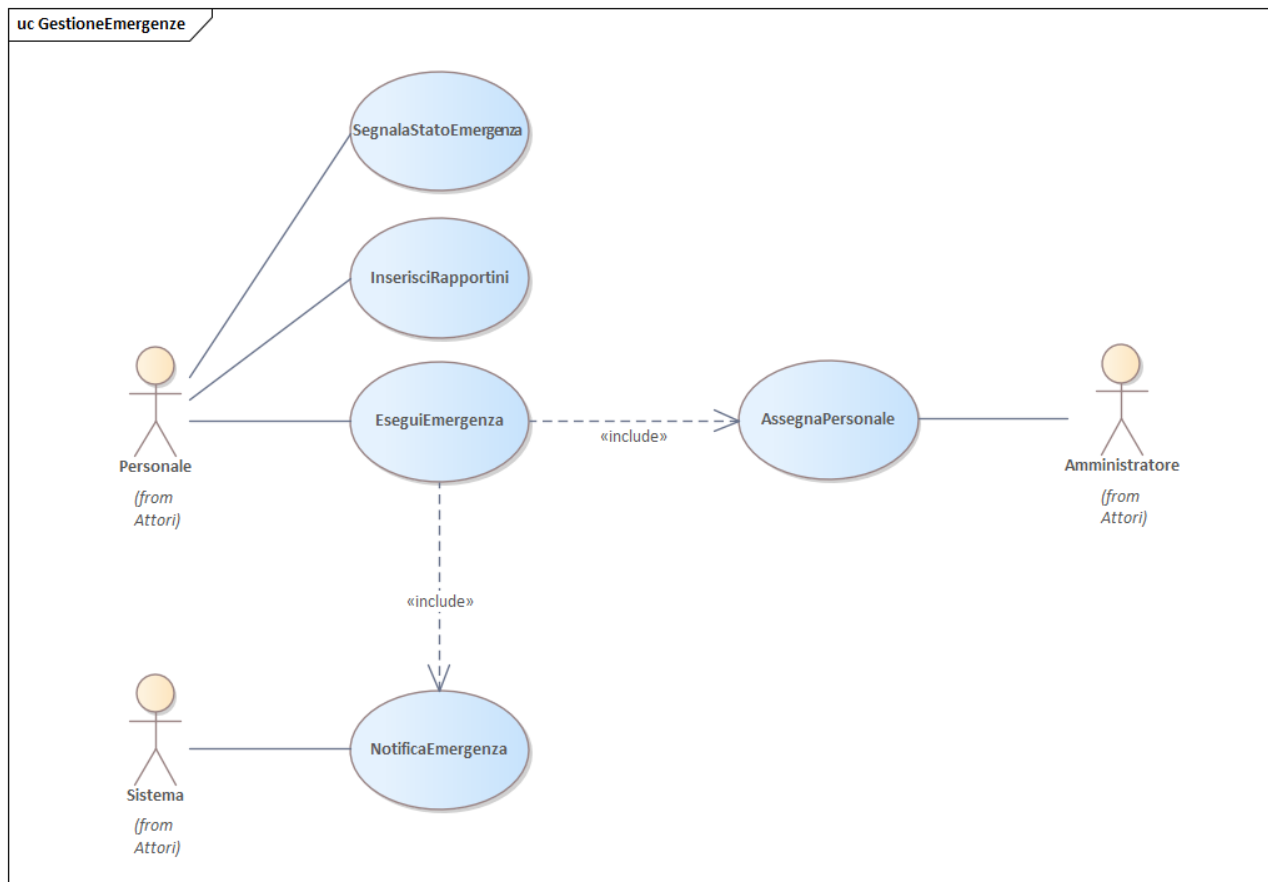 uc GestioneEmergenze
SegnalaStatoEmergenza
InserisciRapportini
EseguiEmergenza
«include»
AssegnaPersonale
Personale
(from
Attori)
Amministratore
(from
Attori)
«include»
NotificaEmergenza
Sistema
(from
Attori)